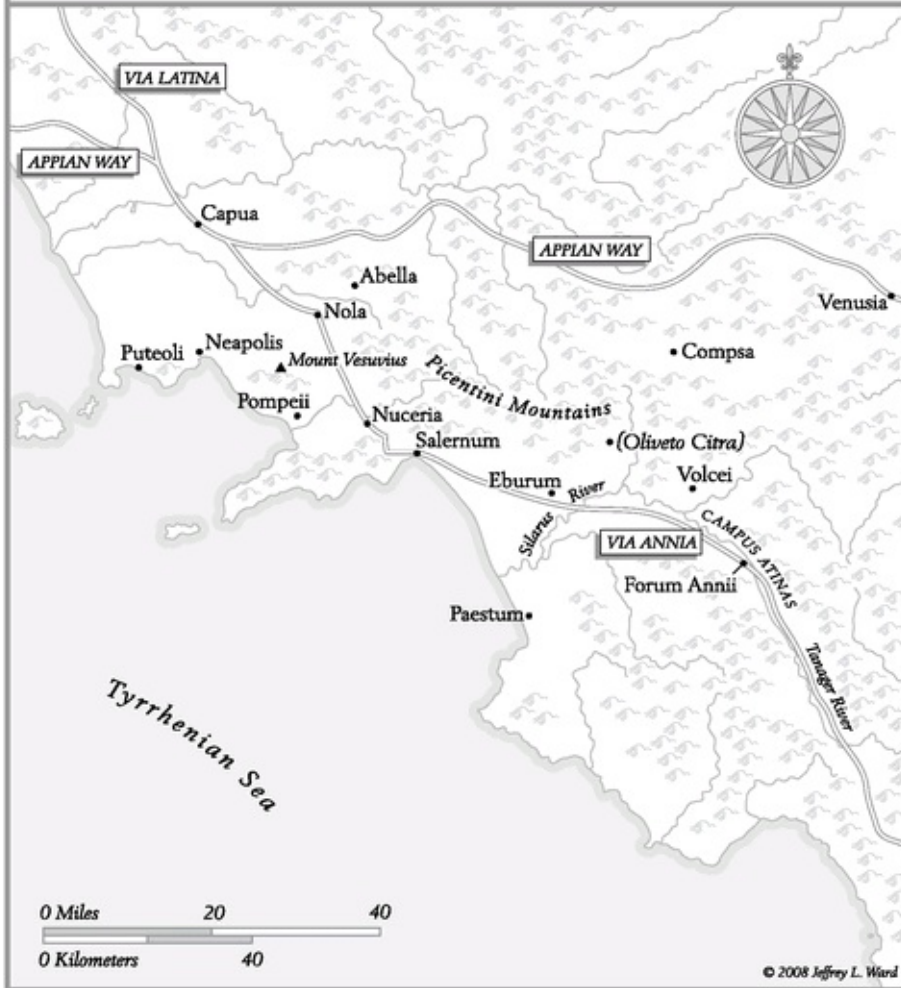 VIA LATINA
APPIAN WAY
Capua
APPIAN WAY
Abella
Venusia
Nola
Neapolis
Puteoli
Mount Vesuvius
Compsa
Picentini Mountains
Pompeii
Nuceria
Salernum
(Oliveto Citra)
Volcei
Eburum
Silarus River
CAMPUS ATINAS
VIA ANNIA
Forum Annii
Paestum
Tanager River
Tyrrhenian Sea
0 Miles 20 40
0 Kilometers 40
© 2008 Jeffrey L. Ward